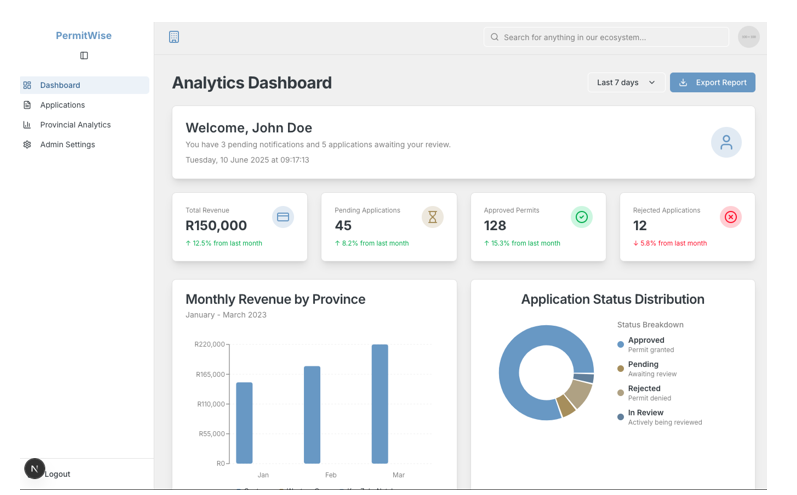 PermitWise
Search for anything in our ecosystem...
Dashboard
Applications
Provincial Analytics
Admin Settings
Logout
N
Analytics Dashboard
Last 7 days
Export Report
Welcome, John Doe
You have 3 pending notifications and 5 applications awaiting your review.
Tuesday, 10 June 2025 at 09:17:13
Total Revenue
R150,000
↑ 12.5% from last month
Pending Applications
45
↑ 8.2% from last month
Approved Permits
128
↑ 15.3% from last month
Rejected Applications
12
↓ 5.8% from last month
Monthly Revenue by Province
January - March 2023
R220,000
R165,000
R110,000
R55,000
R0
Jan Feb Mar
Application Status Distribution
Status Breakdown
Approved
Permit granted
Pending
Awaiting review
Rejected
Permit denied
In Review
Actively being reviewed